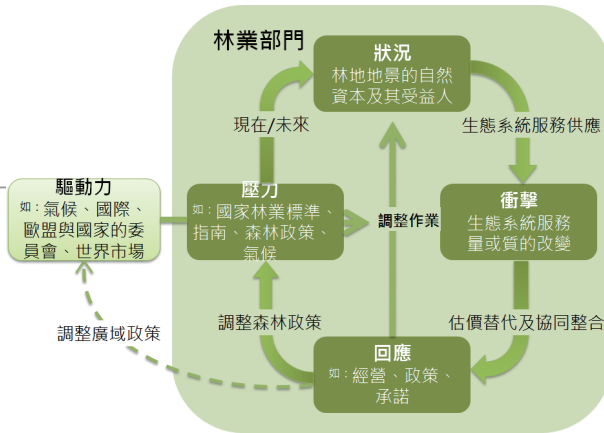 林業部門
狀況
林地地景的自然
資本及其受益人
現在/未來
生態系統服務供應
驅動力
如：氣候、國際、
歐盟與國家的委
員會、世界市場
壓力
如：國家林業標準、
指南、森林政策、
氣候
調整作業
衝擊
生態系統服務
量或質的改變
調整廣域政策
調整森林政策
估價替代及協同整合
回應
如：經營、政策、
承諾